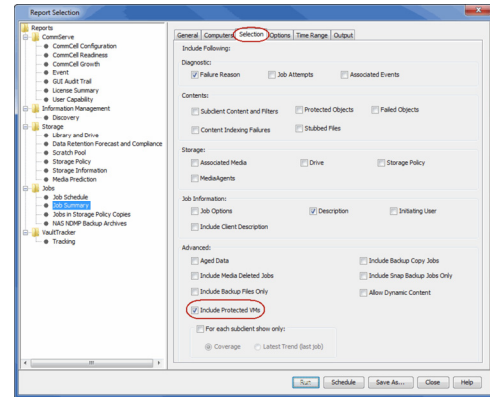 Report Selection
Reports
CommServe
CommCell Configuration
CommCell Readiness
CommCell Growth
Event
GUI Audit Trail
License Summary
User Capability
Information Management
Discovery
Storage
Library and Drive
Data Retention Forecast and Compliance
Scratch Pool
Storage Policy
Storage Information
Media Prediction
Jobs
Job Schedule
Job Summary
Jobs in Storage Policy Copies
NAS NDMP Backup Archives
VaultTracker
Tracking
General Computers Selection Options Time Range Output
Include Following:
Diagnostic:
Failure Reason Job Attempts Associated Events
Contents:
Subclient Content and Filters Protected Objects Failed Objects
Content Indexing Failures Stubbed Files
Storage:
Associated Media Drive Storage Policy
MediaAgents
Job Information:
Job Options Description Initiating User
Include Client Description
Advanced:
Aged Data Include Backup Copy Jobs
Include Media Deleted Jobs Include Snap Backup Jobs Only
Include Backup Files Only Allow Dynamic Content
Include Protected VMs
For each subclient show only:
Coverage Latest Trend (last job)
Run Schedule Save As... Close Help